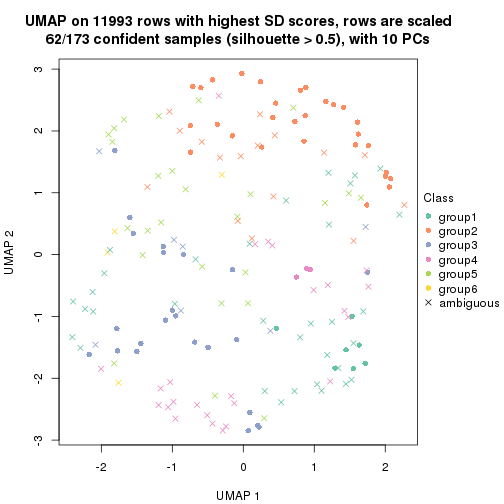 UMAP on 11993 rows with highest SD scores, rows are scaled
62/173 confident samples (silhouette > 0.5), with 10 PCs
3
2
1
0
-1
-2
-3
UMAP 2
-2
-1
0
1
2
UMAP 1
Class
group1
group2
group3
group4
group5
group6
ambiguous